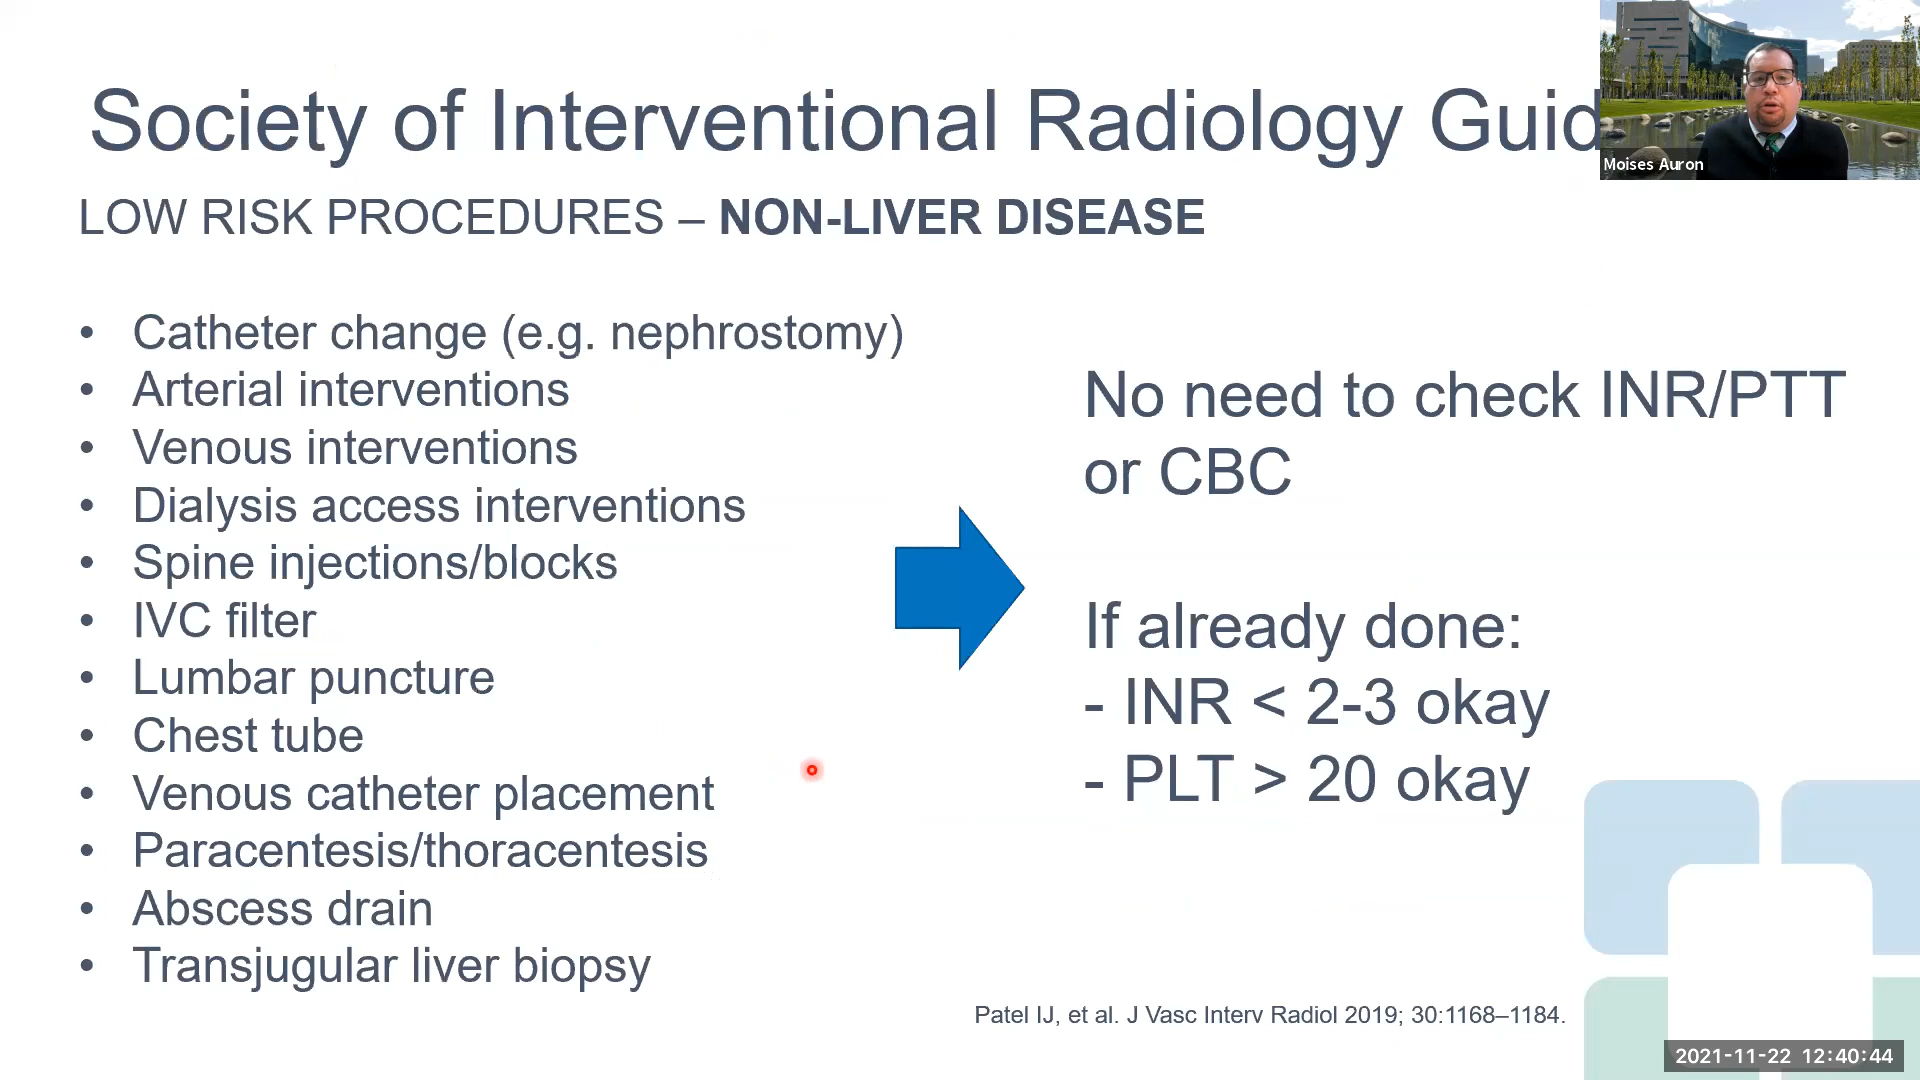 Society of Interventional Radiology Guid
Moises Auron
LOW RISK PROCEDURES – NON-LIVER DISEASE
• Catheter change (e.g. nephrostomy)
• Arterial interventions
• Venous interventions
• Dialysis access interventions
• Spine injections/blocks
• IVC filter
• Lumbar puncture
• Chest tube
• Venous catheter placement
• Paracentesis/thoracentesis
• Abscess drain
• Transjugular liver biopsy
No need to check INR/PTT
or CBC
If already done:
- INR < 2-3 okay
- PLT > 20 okay
Patel IJ, et al. J Vasc Interv Radiol 2019; 30:1168–1184.
2021-11-22 12:40:44